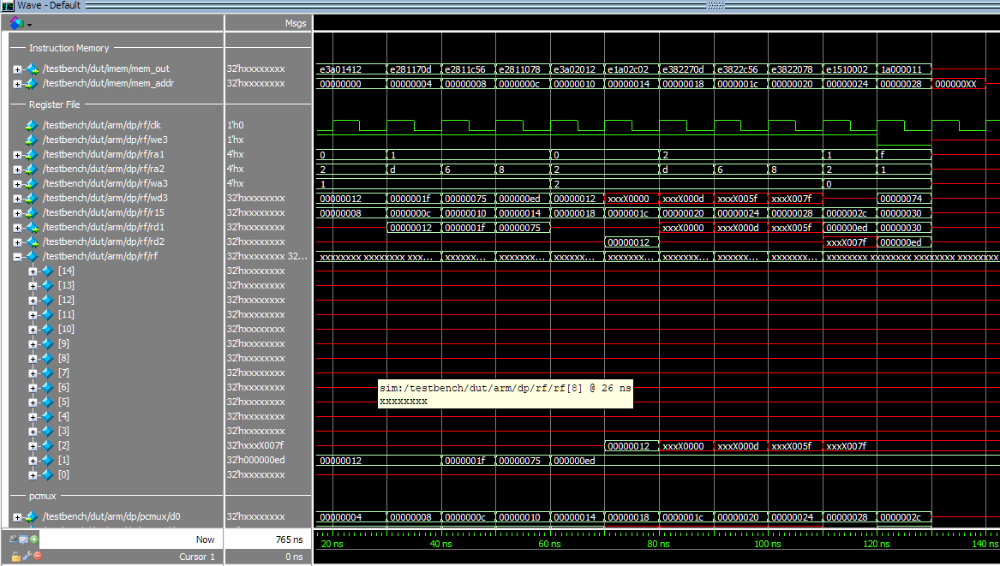 Wave - Default
Msgs
Instruction Memory
/testbench/dut/imem/mem_out 32'hxxxxxxxx e3a01412 e281170d e2811c56 e2811078 e3a02012 e1a02c02 e382270d e3822c56 e3822078 e1510002 1a000011
/testbench/dut/imem/mem_addr 32'hxxxxxxxx 00000000 00000004 00000008 0000000c 00000010 00000014 00000018 0000001c 00000020 00000024 00000028 000000XX
Register File
/testbench/dut/arm/dp/rf/clk 1'h0
/testbench/dut/arm/dp/rf/we3 1'hx
/testbench/dut/arm/dp/rf/ra1 4'hx 0 1 0 2 1 f
/testbench/dut/arm/dp/rf/ra2 4'hx 2 d 6 8 2 d 6 8 2 1
/testbench/dut/arm/dp/rf/wa3 4'hx 1 2 0
/testbench/dut/arm/dp/rf/wd3 32'hxxxxxxxx 00000012 0000001f 00000075 000000ed 00000012 xxxX0000 xxxX000d xxxX005f xxxX007f 00000074
/testbench/dut/arm/dp/rf/r15 32'hxxxxxxxx 00000008 0000000c 00000010 00000014 00000018 0000001c 00000020 00000024 00000028 0000002c 00000030
/testbench/dut/arm/dp/rf/rd1 32'hxxxxxxxx 00000012 0000001f 00000075 xxxX0000 xxxX000d xxxX005f 000000ed 00000030
/testbench/dut/arm/dp/rf/rd2 32'hxxxxxxxx 00000012 xxxX007f 000000ed
/testbench/dut/arm/dp/rf/rf 32'hxxxxxxxx 32... xxxxxxxx xxxxxxxx xxx... xxxxxx... xxxxxxx... xxxxxx... xxxxxx... xxxxxx... xxxxxxx... xxxxxxx... xxxxxxxx xxxxxxxx xxxxxxxx xxxxxxxx
[14] 32'hxxxxxxxx
[13] 32'hxxxxxxxx
[12] 32'hxxxxxxxx
[11] 32'hxxxxxxxx
[10] 32'hxxxxxxxx
[9] 32'hxxxxxxxx
[8] 32'hxxxxxxxx
[7] 32'hxxxxxxxx
[6] 32'hxxxxxxxx
sim:/testbench/dut/arm/dp/rf/rf[8] @ 26 ns
xxxxxxxx
[5] 32'hxxxxxxxx
[4] 32'hxxxxxxxx
[3] 32'hxxxxxxxx
[2] 32'hxxxX007f 00000012 xxxX0000 xxxX000d xxxX005f xxxX007f
[1] 32'h000000ed 00000012 0000001f 00000075 000000ed
[0] 32'hxxxxxxxx
pcmux
/testbench/dut/arm/dp/pcmux/d0 32'hxxxxxxxx 00000004 00000008 0000000c 00000010 00000014 00000018 0000001c 00000020 00000024 00000028 0000002c
Now 765 ns 20 ns 40 ns 60 ns 80 ns 100 ns 120 ns 140 ns
Cursor 1 0 ns